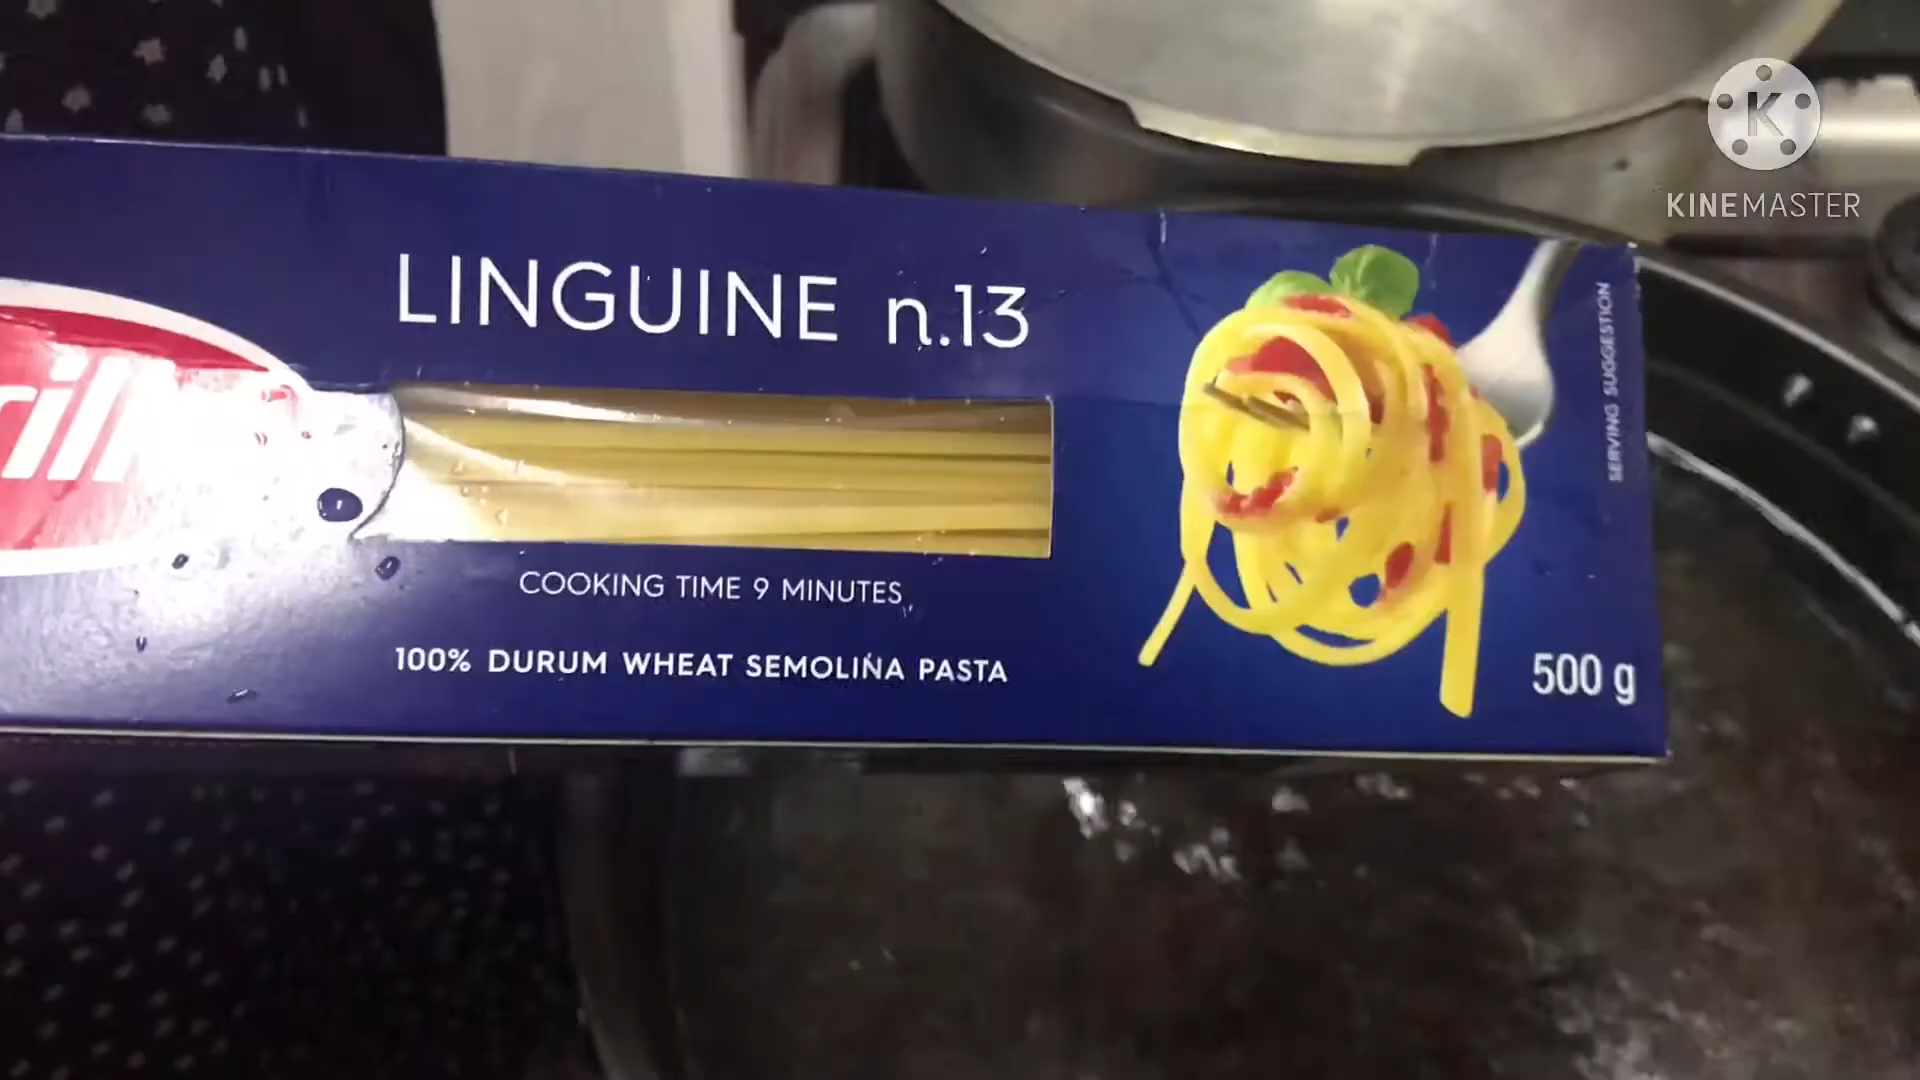 K
KINEMASTER
LINGUINE n.13
SERVING SUGGESTION
COOKING TIME 9 MINUTES
100% DURUM WHEAT SEMOLINA PASTA
500 g